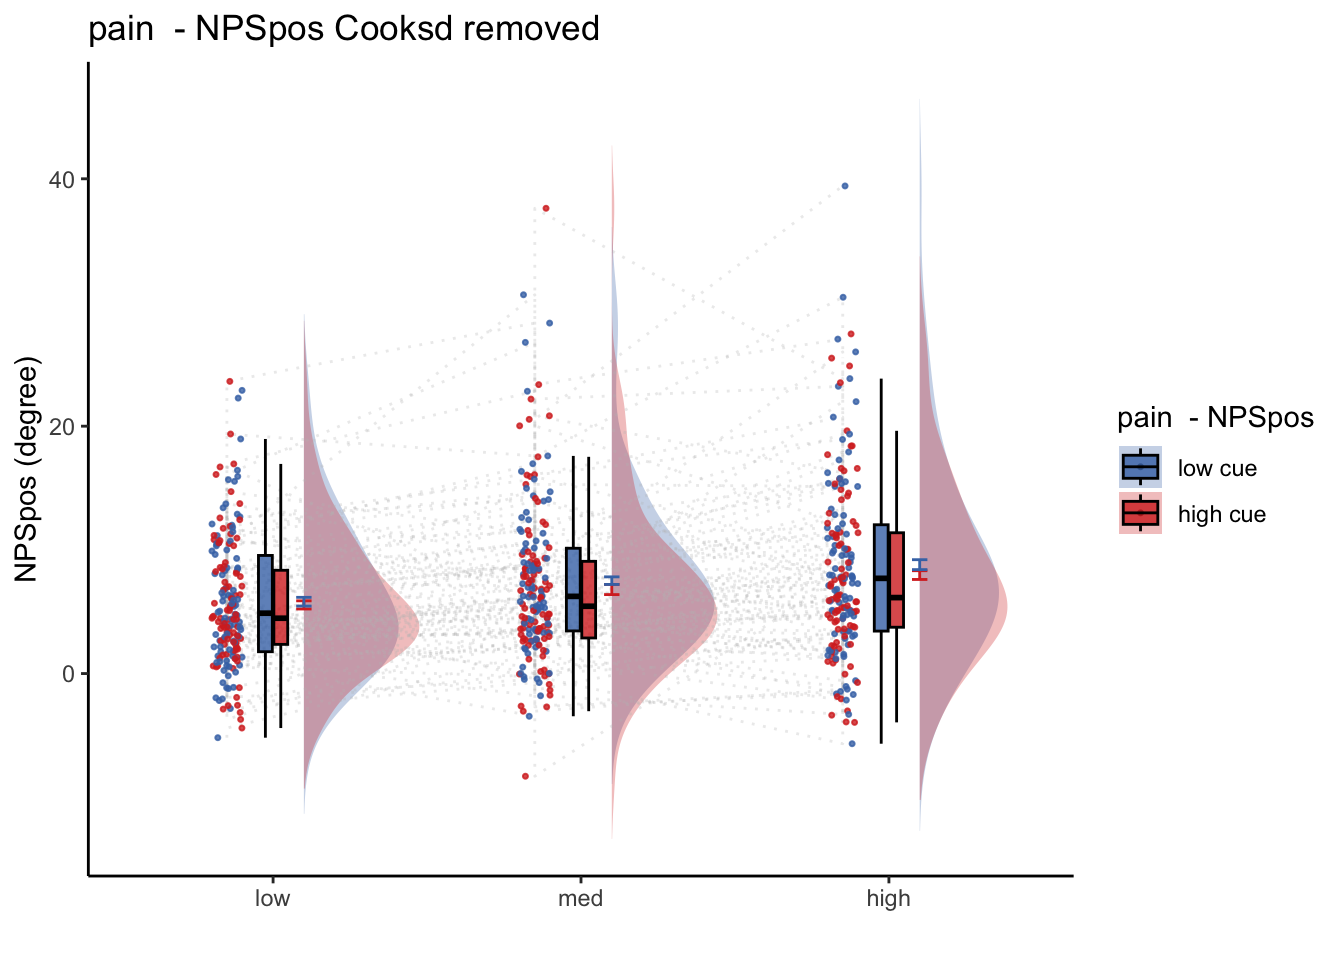 pain  - NPSpos Cooksd removed
NPSpos (degree)
40
20
0
low
med
high
pain  - NPSpos
low cue
high cue